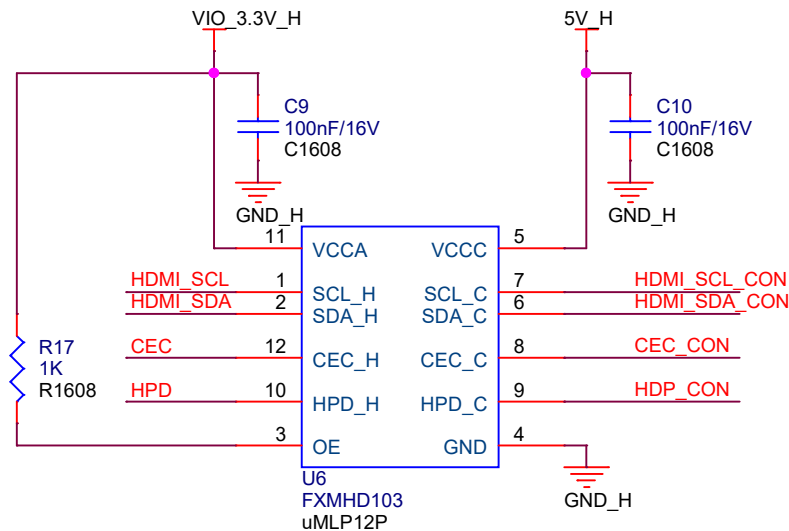 VIO_3.3V_H
5V_H
C9
100nF/16V
C1608
C10
100nF/16V
C1608
GND_H
GND_H
11 VCCA VCCC 5
HDMI_SCL 1 SCL_H SCL_C 7 HDMI_SCL_CON
HDMI_SDA 2 SDA_H SDA_C 6 HDMI_SDA_CON
CEC 12 CEC_H CEC_C 8 CEC_CON
HPD 10 HPD_H HPD_C 9 HDP_CON
3 OE GND 4
R17
1K
R1608
GND_H
U6
FXMHD103
uMLP12P